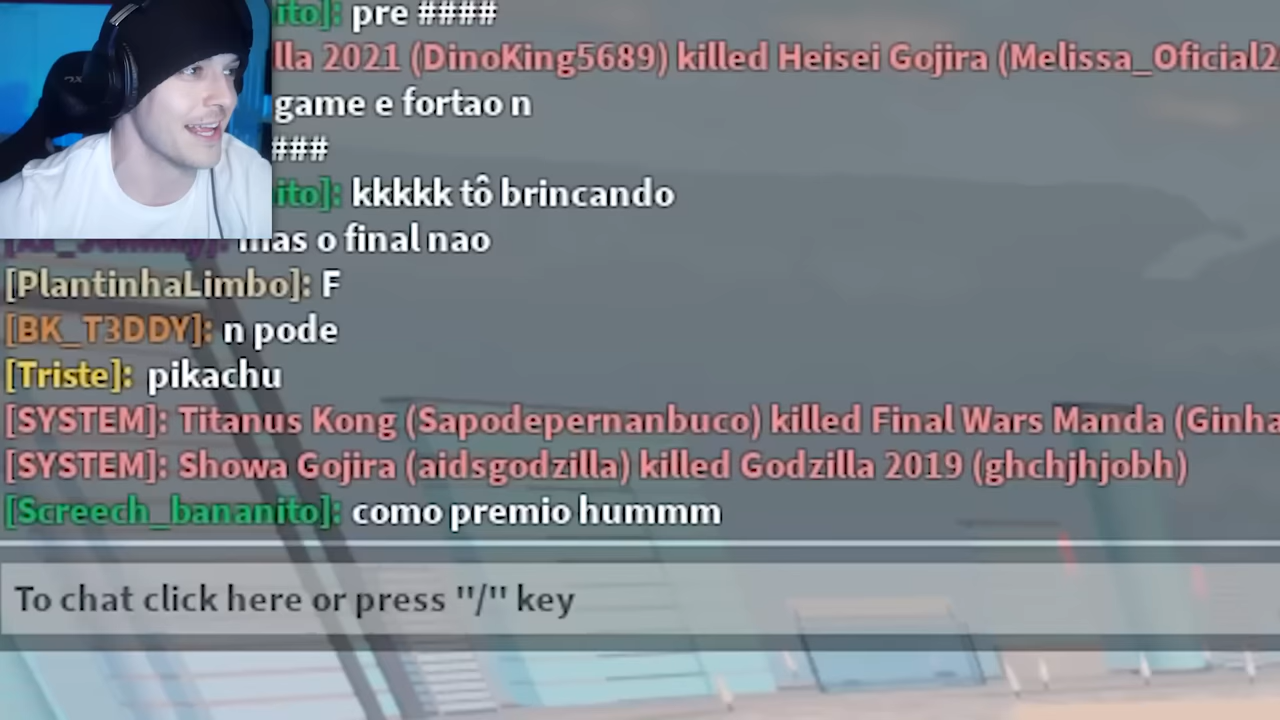 ito]: pre ####
lla 2021 (DinoKing5689) killed Heisei Gojira (Melissa_Oficial2
game e fortao n
###
ito]: kkkkk tô brincando
mas o final nao
[PlantinhaLimbo]: F
[BK_T3DDY]: n pode
[Triste]: pikachu
[SYSTEM]: Titanus Kong (Sapodepernanbuco) killed Final Wars Manda (Ginha
[SYSTEM]: Showa Gojira (aidsgodzilla) killed Godzilla 2019 (ghchjhjobh)
[Screech_bananito]: como premio hummm
To chat click here or press "/" key